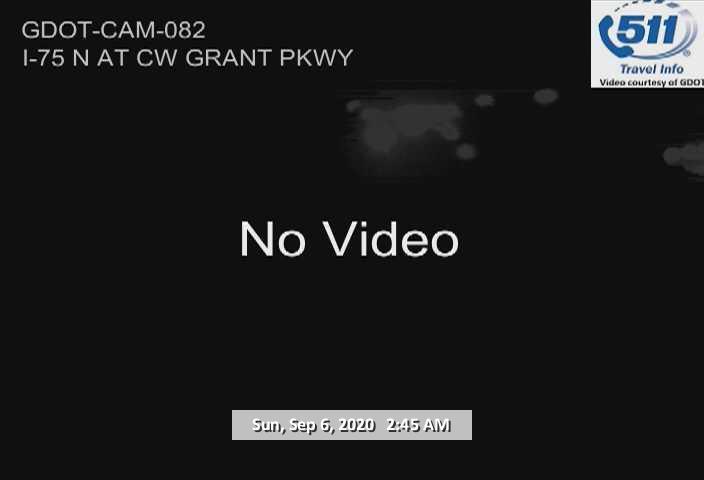 GDOT-CAM-082
I-75 N AT CW GRANT PKWY
511
Travel Info
Video courtesy of GDOT
No Video
Sun, Sep 6, 2020 2:45 AM